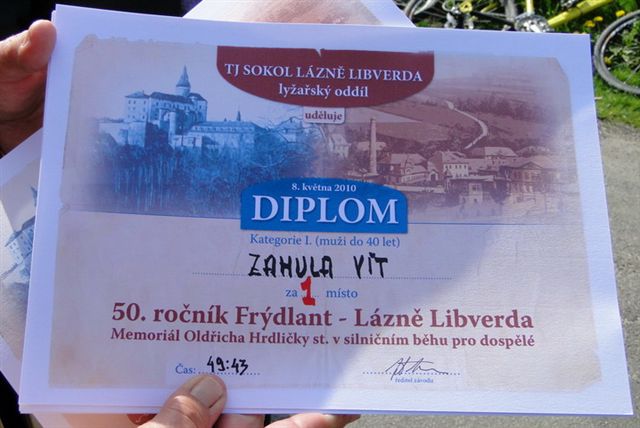 TJ SOKOL LÁZNĚ LIBVERDA
lyžařský oddíl
uděluje
8. května 2010
DIPLOM
Kategorie I. (muži do 40 let)
ZAHULA VÍT
za 1 místo
50. ročník Frýdlant - Lázně Libverda
Memoriál Oldřicha Hrdličky st. v silničním běhu pro dospělé
Čas: 49:43
ředitel závodu